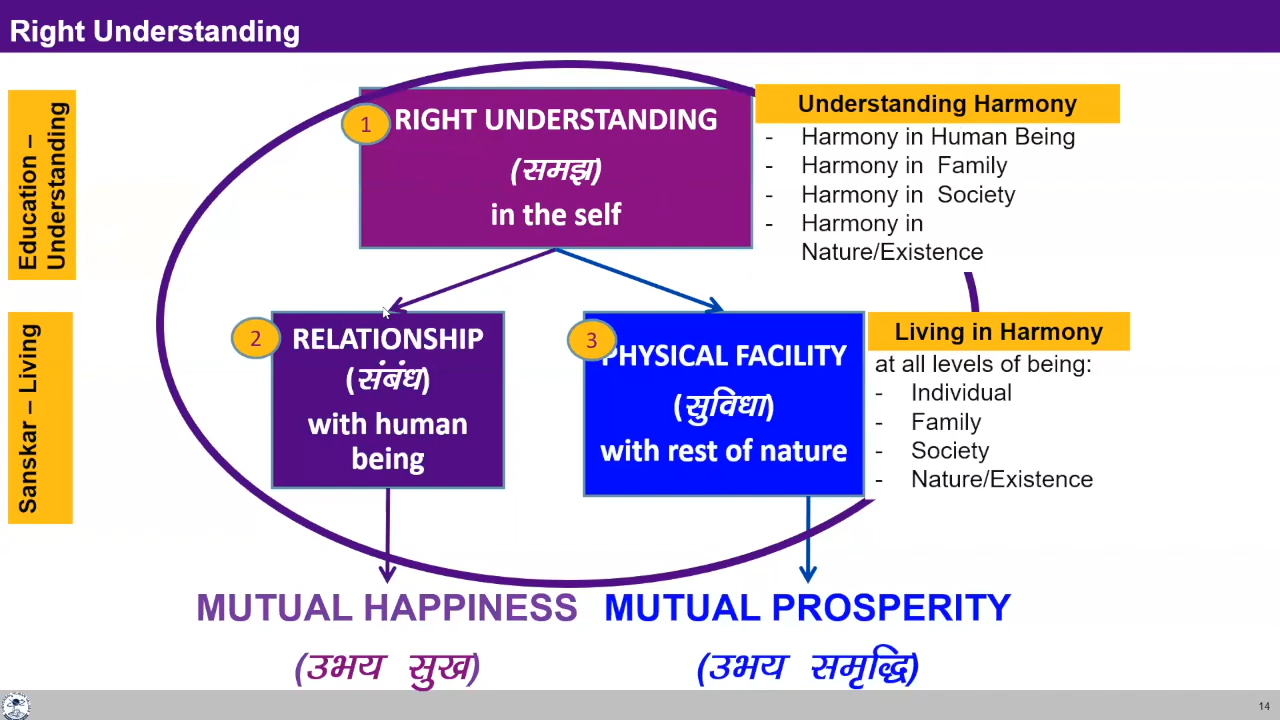 Right Understanding
Education –
Understanding
1
RIGHT UNDERSTANDING
(समझ)
in the self
Understanding Harmony
- Harmony in Human Being
- Harmony in Family
- Harmony in Society
- Harmony in
Nature/Existence
Sanskar – Living
2
RELATIONSHIP
(संबंध)
with human
being
3
PHYSICAL FACILITY
(सुविधा)
with rest of nature
Living in Harmony
at all levels of being:
- Individual
- Family
- Society
- Nature/Existence
MUTUAL HAPPINESS
(उभय सुख)
MUTUAL PROSPERITY
(उभय समृद्धि)
14